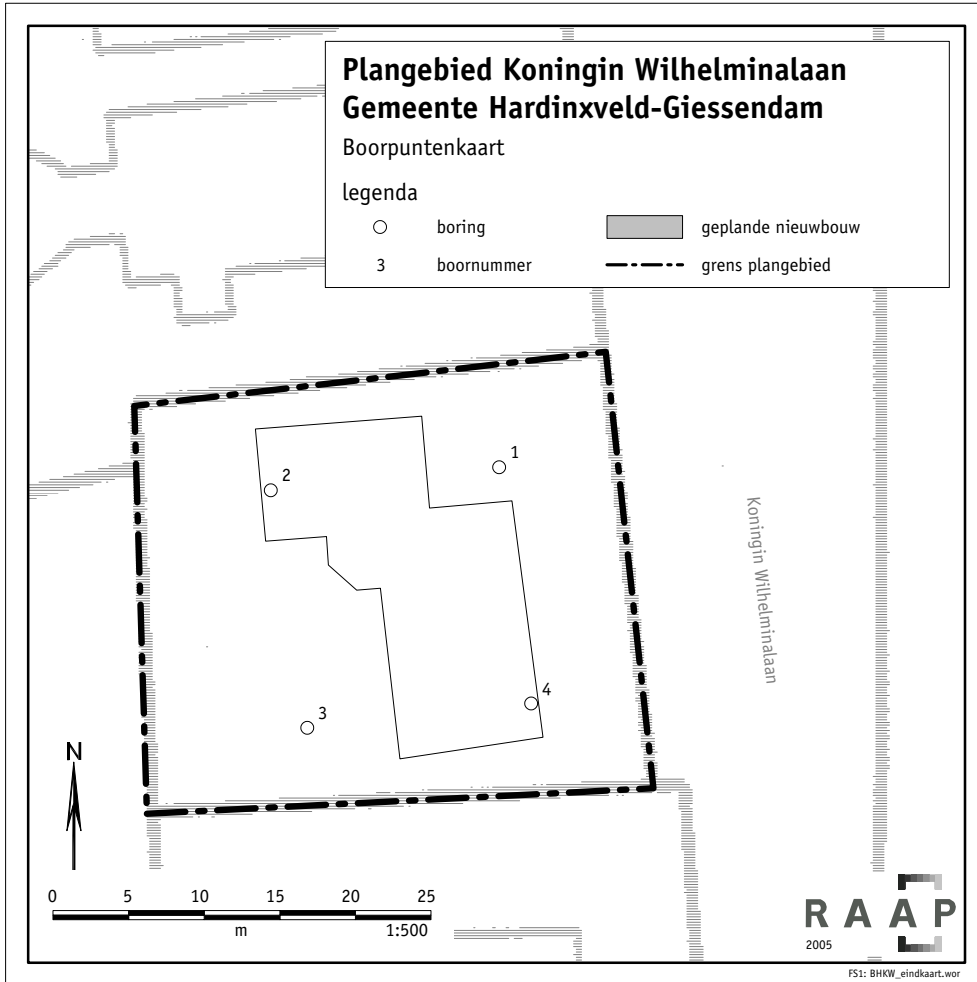 Plangebied Koningin Wilhelminalaan
Gemeente Hardinxveld-Giessendam
Boorpuntenkaart
legenda
boring
geplande nieuwbouw
3 boornummer
grens plangebied
1
2
Koningin Wilhelminalaan
4
3
N
0 5 10 15 20 25
m 1:500
RAAP
2005
FS1: BHKW_eindkaart.wor